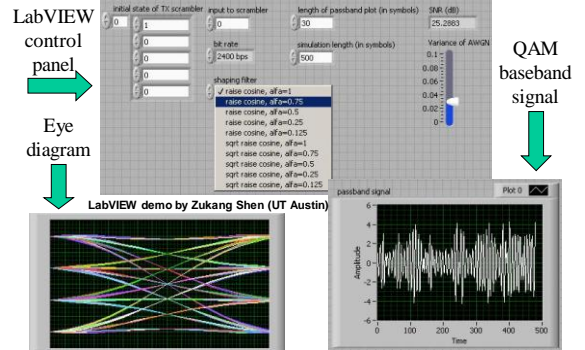 LabVIEW
control
panel
initial state of TX scrambler
0
1
0
0
0
0
input to scrambler
0
bit rate
2400 bps
shaping filter
✓ raise cosine, alfa=1
raise cosine, alfa=0.75
raise cosine, alfa=0.5
raise cosine, alfa=0.25
raise cosine, alfa=0.125
sqrt raise cosine, alfa=1
sqrt raise cosine, alfa=0.75
sqrt raise cosine, alfa=0.5
sqrt raise cosine, alfa=0.25
sqrt raise cosine, alfa=0.125
length of passband plot (in symbols)
30
simulation length (in symbols)
500
SNR (dB)
25.2883
Variance of AWGN
0.1
0.08
0.06
0.04
0.02
0
QAM
baseband
signal
Eye
diagram
LabVIEW demo by Zukang Shen (UT Austin)
passband signal
Plot 0
Amplitude
6
4
2
0
-2
-4
-6
0 100 200 300 400 500
Time